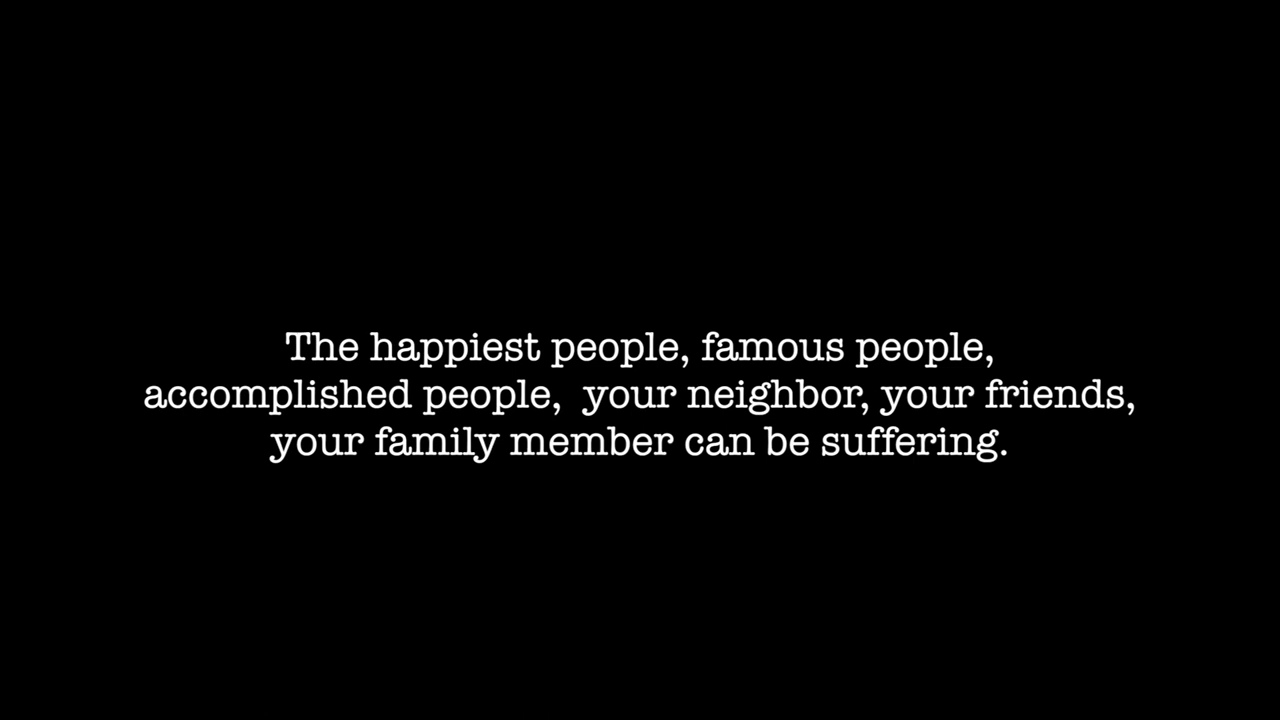 The happiest people, famous people,
accomplished people,  your neighbor, your friends,
your family member can be suffering.